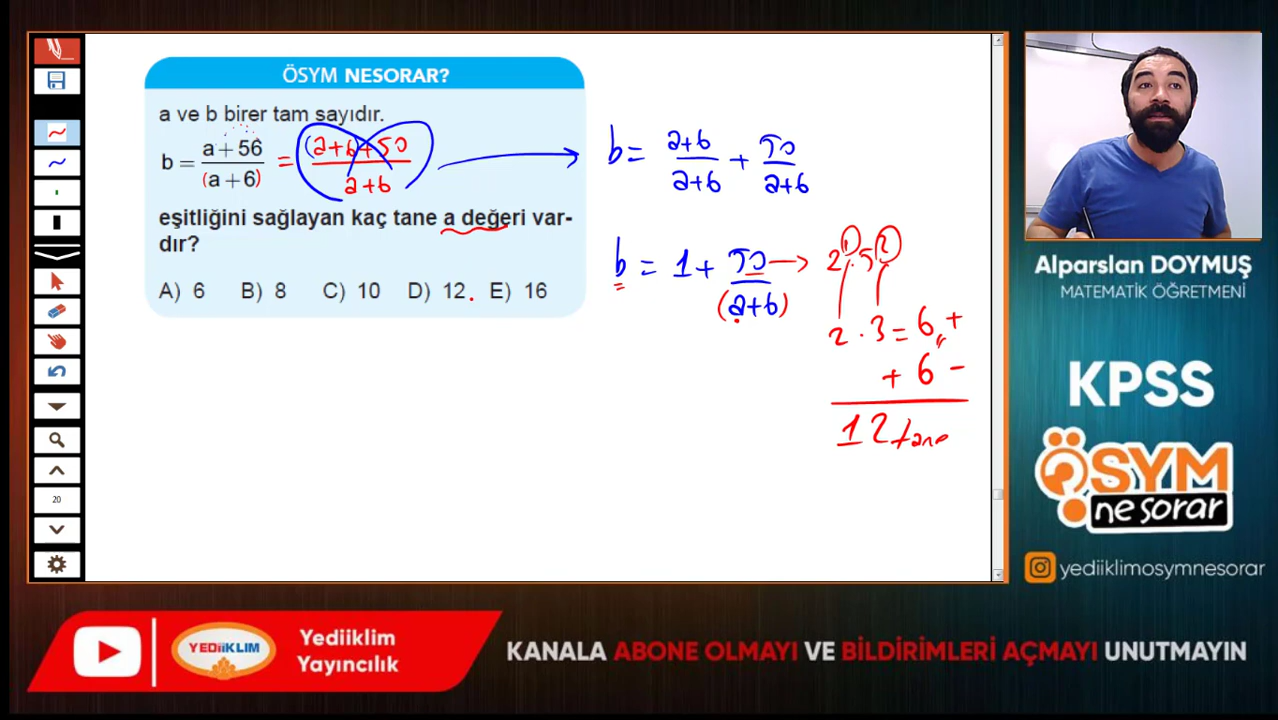 ÖSYM NESORAR?
a ve b birer tam sayıdır.
b = a + 56 / (a + 6) = (a+6)+50 / a+6
eşitliğini sağlayan kaç tane a değeri var-
dır?
A) 6 B) 8 C) 10 D) 12. E) 16
b = a+6 / a+6 + 50 / a+6
b = 1 + 50 / (a+6) → 2¹.5²
2 . 3 = 6,, +
+ 6 -
12 tane
20
Alparslan DOYMUŞ
MATEMATİK ÖĞRETMENİ
KPSS
ÖSYM
ne sorar
yediiklimosymnesorar
YEDİİKLİM
Yediiklim
Yayıncılık
KANALA ABONE OLMAYI VE BİLDİRİMLERİ AÇMAYI UNUTMAYIN